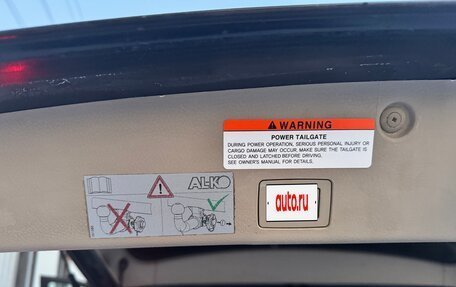 WARNING
POWER TAILGATE
DURING POWER OPERATION, SERIOUS PERSONAL INJURY OR
CARGO DAMAGE MAY OCCUR. MAKE SURE THE TAILGATE IS
CLOSED AND LATCHED BEFORE DRIVING.
SEE OWNER'S MANUAL FOR DETAILS.
AL-KO
auto.ru